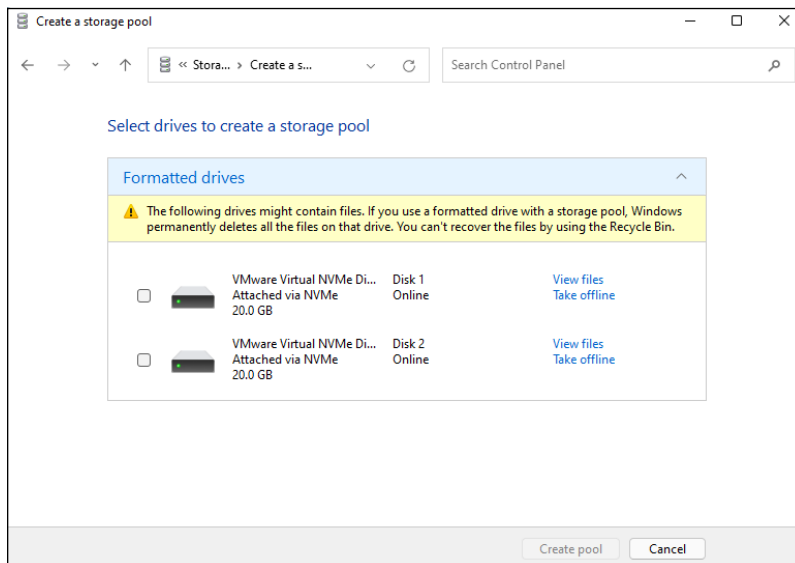 Create a storage pool
« Stora... › Create a s...
Search Control Panel
Select drives to create a storage pool
Formatted drives
The following drives might contain files. If you use a formatted drive with a storage pool, Windows
permanently deletes all the files on that drive. You can't recover the files by using the Recycle Bin.
VMware Virtual NVMe Di... Disk 1 View files
Attached via NVMe Online Take offline
20.0 GB
VMware Virtual NVMe Di... Disk 2 View files
Attached via NVMe Online Take offline
20.0 GB
Create pool Cancel